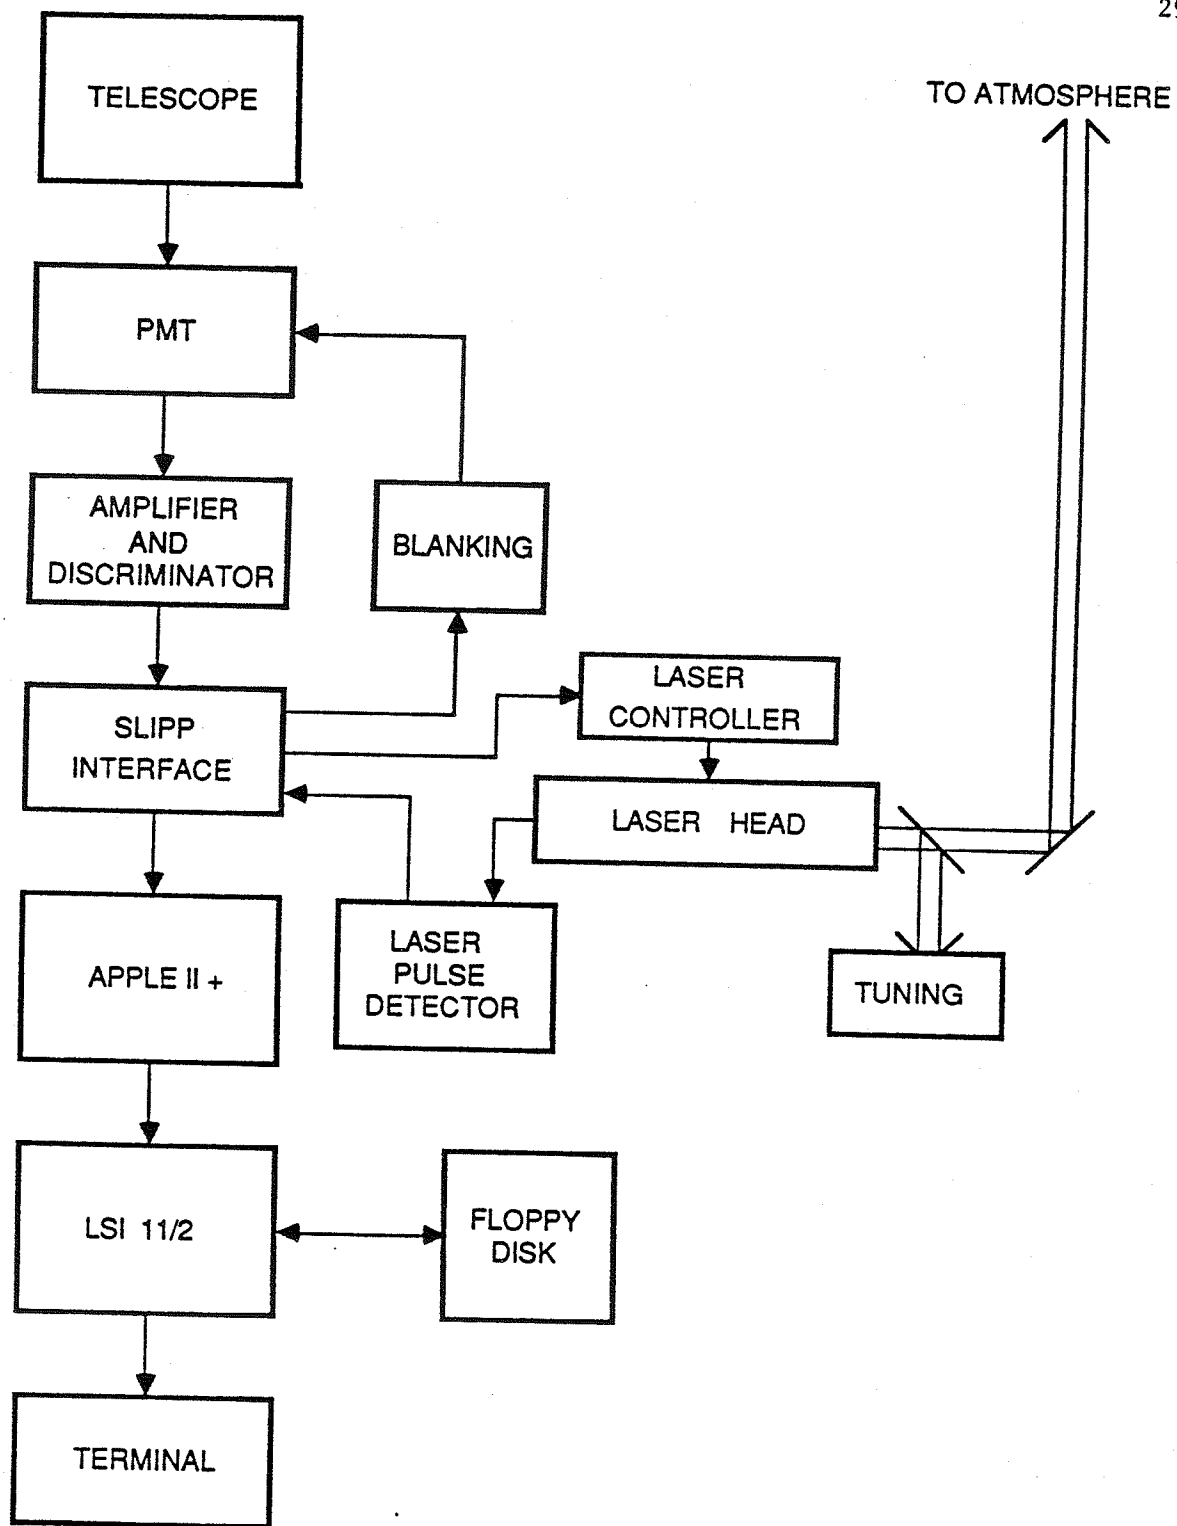 29
TELESCOPE
TO ATMOSPHERE
PMT
AMPLIFIER
AND
DISCRIMINATOR
BLANKING
SLIPP
INTERFACE
LASER
CONTROLLER
LASER HEAD
APPLE II +
LASER
PULSE
DETECTOR
TUNING
LSI 11/2
FLOPPY
DISK
TERMINAL